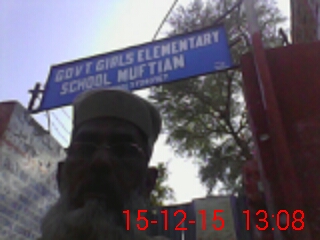 GOVT GIRLS ELEMENTARY
SCHOOL MUFTIAN
15-12-15 13:08